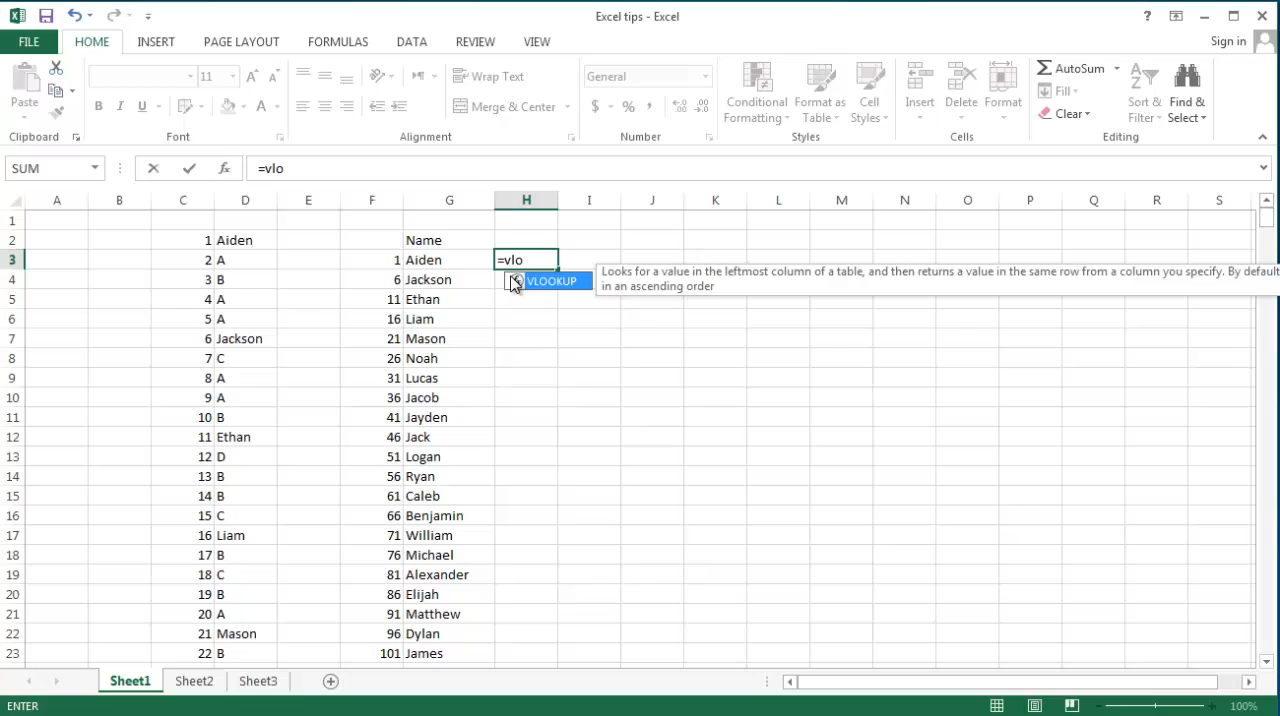 Excel tips - Excel
?
FILE HOME INSERT PAGE LAYOUT FORMULAS DATA REVIEW VIEW Sign in
Paste 11 A A B I U A Wrap Text Merge & Center General $ % , Conditional Formatting Formatas Table Cell Styles Insert Delete Format AutoSum Fill Clear Sort & Filter Find & Select
Clipboard Font Alignment Number Styles Cells Editing
SUM fx =vlo
A B C D E F G H I J K L M N O P Q R S
1
2 1 Aiden Name
3 2 A 1 Aiden =vlo
VLOOKUP
Looks for a value in the leftmost column of a table, and then returns a value in the same row from a column you specify. By default
in an ascending order
4 3 B 6 Jackson
5 4 A 11 Ethan
6 5 A 16 Liam
7 6 Jackson 21 Mason
8 7 C 26 Noah
9 8 A 31 Lucas
10 9 A 36 Jacob
11 10 B 41 Jayden
12 11 Ethan 46 Jack
13 12 D 51 Logan
14 13 B 56 Ryan
15 14 B 61 Caleb
16 15 C 66 Benjamin
17 16 Liam 71 William
18 17 B 76 Michael
19 18 C 81 Alexander
20 19 B 86 Elijah
21 20 A 91 Matthew
22 21 Mason 96 Dylan
23 22 B 101 James
Sheet1 Sheet2 Sheet3
ENTER 100%